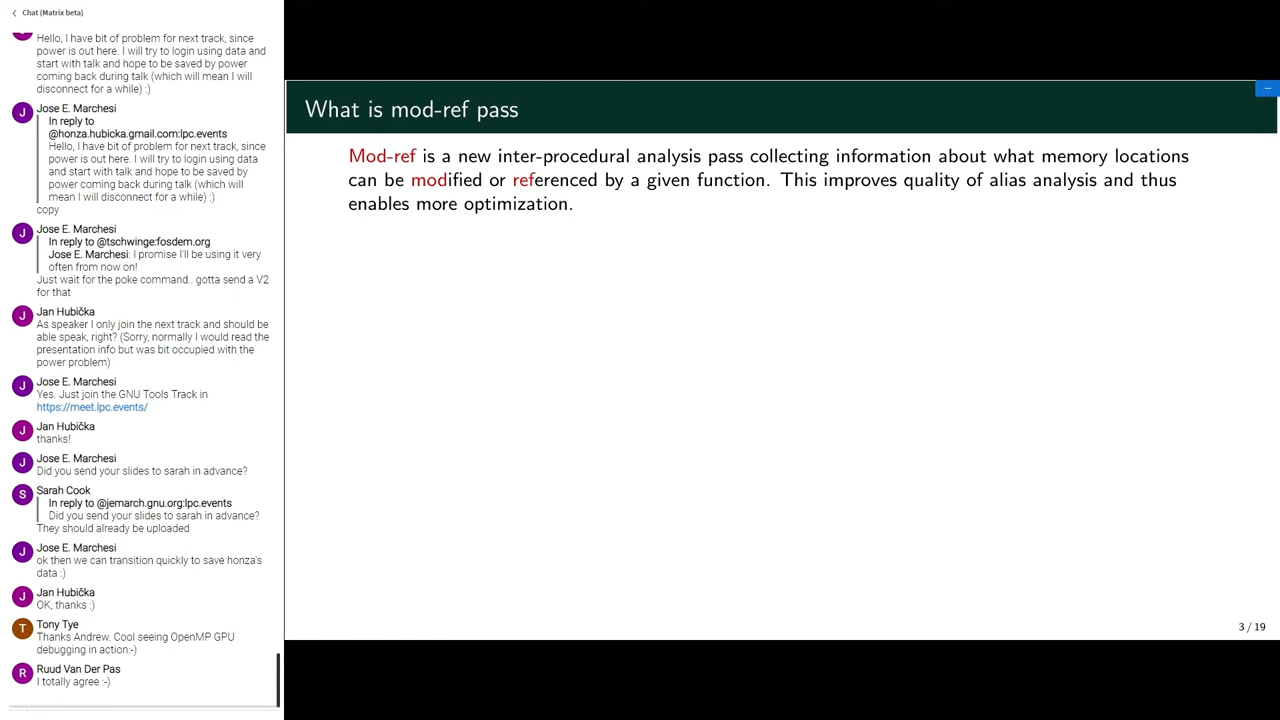 Chat (Matrix beta)
Hello, I have bit of problem for next track, since
power is out here. I will try to login using data and
start with talk and hope to be saved by power
coming back during talk (which will mean I will
disconnect for a while) :)
J
Jose E. Marchesi
In reply to
@honza.hubicka.gmail.com:lpc.events
Hello, I have bit of problem for next track, since
power is out here. I will try to login using data
and start with talk and hope to be saved by
power coming back during talk (which will
mean I will disconnect for a while) :)
copy
J
Jose E. Marchesi
In reply to @tschwinge:fosdem.org
Jose E. Marchesi: I promise I'll be using it very
often from now on!
Just wait for the poke command.. gotta send a V2
for that
J
Jan Hubička
As speaker I only join the next track and should be
able speak, right? (Sorry, normally I would read the
presentation info but was bit occupied with the
power problem)
J
Jose E. Marchesi
Yes. Just join the GNU Tools Track in
https://meet.lpc.events/
J
Jan Hubička
thanks!
J
Jose E. Marchesi
Did you send your slides to sarah in advance?
S
Sarah Cook
In reply to @jemarch.gnu.org:lpc.events
Did you send your slides to sarah in advance?
They should already be uploaded
J
Jose E. Marchesi
ok then we can transition quickly to save honza's
data :)
J
Jan Hubička
OK, thanks :)
T
Tony Tye
Thanks Andrew. Cool seeing OpenMP GPU
debugging in action:-)
R
Ruud Van Der Pas
I totally agree :-)
What is mod-ref pass
Mod-ref is a new inter-procedural analysis pass collecting information about what memory locations
can be modified or referenced by a given function. This improves quality of alias analysis and thus
enables more optimization.
3 / 19